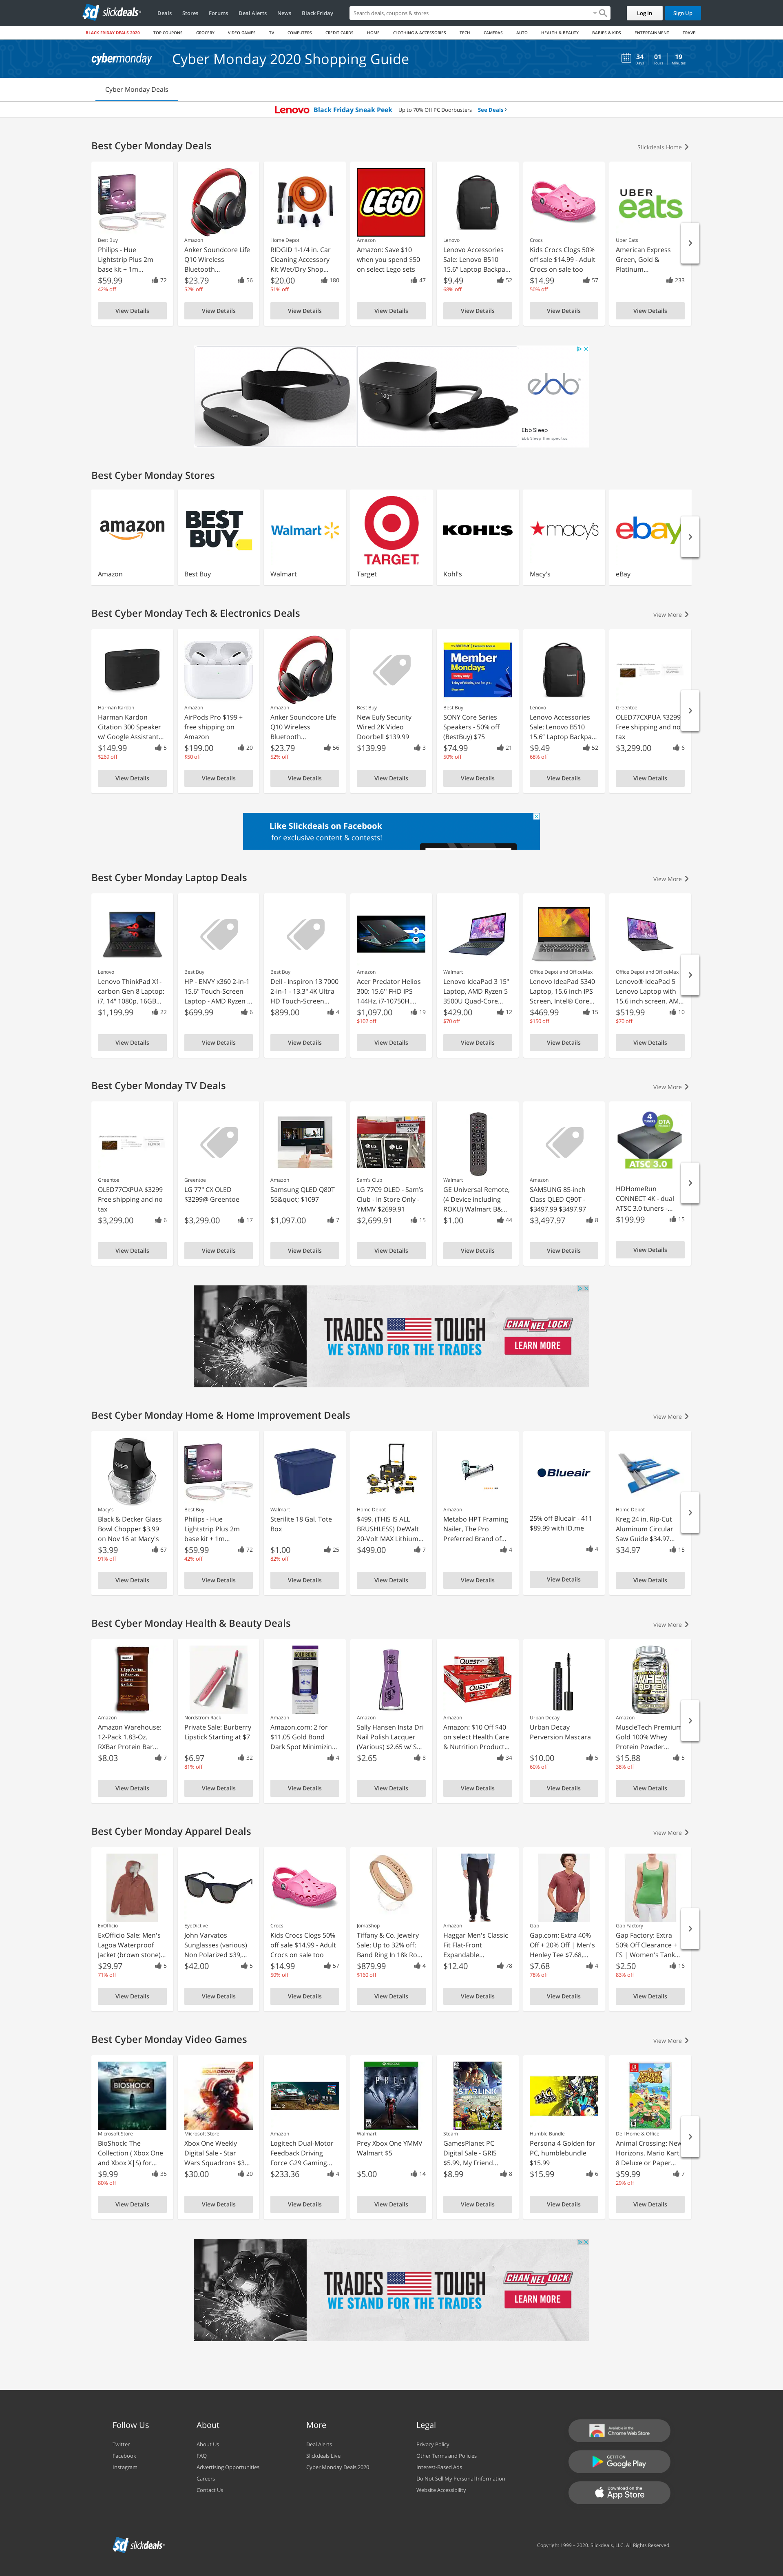 sd slickdeals
Deals Stores Forums Deal Alerts News Black Friday
Search deals, coupons & stores
Log In Sign Up
BLACK FRIDAY DEALS 2020 TOP COUPONS GROCERY VIDEO GAMES TV COMPUTERS CREDIT CARDS HOME CLOTHING & ACCESSORIES TECH CAMERAS AUTO HEALTH & BEAUTY BABIES & KIDS ENTERTAINMENT TRAVEL
cybermonday Cyber Monday 2020 Shopping Guide
34 01 19
Days Hours Minutes
Cyber Monday Deals
Lenovo Black Friday Sneak Peek Up to 70% Off PC Doorbusters See Deals
Best Cyber Monday Deals
Slickdeals Home
LEGO
UBER eats
Best Buy Amazon Home Depot Amazon Lenovo Crocs Uber Eats
Philips - Hue Anker Soundcore Life RIDGID 1-1/4 in. Car Amazon: Save $10 Lenovo Accessories Kids Crocs Clogs 50% American Express
Lightstrip Plus 2m Q10 Wireless Cleaning Accessory when you spend $50 Sale: Lenovo B510 off sale $14.99 - Adult Green, Gold &
base kit + 1m... Bluetooth... Kit Wet/Dry Shop... on select Lego sets 15.6” Laptop Backpa... Crocs on sale too Platinum...
$59.99 72 $23.79 56 $20.00 180 47 $9.49 52 $14.99 57 233
42% off 52% off 51% off 68% off 50% off
View Details View Details View Details View Details View Details View Details View Details
ebb
Ebb Sleep
Ebb Sleep Therapeutics
Best Cyber Monday Stores
amazon BEST BUY Walmart TARGET KOHL'S macy's ebay
Amazon Best Buy Walmart Target Kohl's Macy's eBay
Best Cyber Monday Tech & Electronics Deals
View More
Member Mondays
Harman Kardon Amazon Amazon Best Buy Best Buy Lenovo Greentoe
Harman Kardon AirPods Pro $199 + Anker Soundcore Life New Eufy Security SONY Core Series Lenovo Accessories OLED77CXPUA $3299
Citation 300 Speaker free shipping on Q10 Wireless Wired 2K Video Speakers - 50% off Sale: Lenovo B510 Free shipping and no
w/ Google Assistant... Amazon Bluetooth... Doorbell $139.99 (BestBuy) $75 15.6” Laptop Backpa... tax
$149.99 5 $199.00 20 $23.79 56 $139.99 3 $74.99 21 $9.49 52 $3,299.00 6
$269 off $50 off 52% off 50% off 68% off
View Details View Details View Details View Details View Details View Details View Details
Like Slickdeals on Facebook
for exclusive content & contests!
Best Cyber Monday Laptop Deals
View More
Lenovo Best Buy Best Buy Amazon Walmart Office Depot and OfficeMax Office Depot and OfficeMax
Lenovo ThinkPad X1- HP - ENVY x360 2-in-1 Dell - Inspiron 13 7000 Acer Predator Helios Lenovo IdeaPad 3 15" Lenovo IdeaPad S340 Lenovo® IdeaPad 5
carbon Gen 8 Laptop: 15.6" Touch-Screen 2-in-1 - 13.3" 4K Ultra 300: 15.6'' FHD IPS Laptop, AMD Ryzen 5 Laptop, 15.6 inch IPS Lenovo Laptop with
i7, 14" 1080p, 16GB... Laptop - AMD Ryzen ... HD Touch-Screen... 144Hz, i7-10750H,... 3500U Quad-Core... Screen, Intel® Core... 15.6 inch screen, AM...
$1,199.99 22 $699.99 6 $899.00 4 $1,097.00 19 $429.00 12 $469.99 15 $519.99 10
$102 off $70 off $150 off $70 off
View Details View Details View Details View Details View Details View Details View Details
Best Cyber Monday TV Deals
View More
4 TUNERS OTA
ATSC 3.0
Greentoe Greentoe Amazon Sam's Club Walmart Amazon
OLED77CXPUA $3299 LG 77" CX OLED Samsung QLED Q80T LG 77C9 OLED - Sam's GE Universal Remote, SAMSUNG 85-inch HDHomeRun
Free shipping and no $3299@ Greentoe 55&quot; $1097 Club - In Store Only - (4 Device including Class QLED Q90T - CONNECT 4K - dual
tax YMMV $2699.91 ROKU) Walmart B&... $3497.99 $3497.97 ATSC 3.0 tuners -...
$3,299.00 6 $3,299.00 17 $1,097.00 7 $2,699.91 15 $1.00 44 $3,497.97 8 $199.99 15
View Details View Details View Details View Details View Details View Details View Details
TRADES TOUGH
WE STAND FOR THE TRADES
CHANNELLOCK
LEARN MORE
Best Cyber Monday Home & Home Improvement Deals
View More
Blueair
Macy's Best Buy Walmart Home Depot Amazon Home Depot
Black & Decker Glass Philips - Hue Sterilite 18 Gal. Tote $499, (THIS IS ALL Metabo HPT Framing 25% off Blueair - 411 Kreg 24 in. Rip-Cut
Bowl Chopper $3.99 Lightstrip Plus 2m Box BRUSHLESS) DeWalt Nailer, The Pro $89.99 with ID.me Aluminum Circular
on Nov 16 at Macy's base kit + 1m... 20-Volt MAX Lithium... Preferred Brand of... Saw Guide $34.97...
$3.99 67 $59.99 72 $1.00 25 $499.00 7 4 4 $34.97 15
91% off 42% off 82% off
View Details View Details View Details View Details View Details View Details View Details
Best Cyber Monday Health & Beauty Deals
View More
Amazon Nordstrom Rack Amazon Amazon Amazon Urban Decay Amazon
Amazon Warehouse: Private Sale: Burberry Amazon.com: 2 for Sally Hansen Insta Dri Amazon: $10 Off $40 Urban Decay MuscleTech Premium
12-Pack 1.83-Oz. Lipstick Starting at $7 $11.05 Gold Bond Nail Polish Lacquer on select Health Care Perversion Mascara Gold 100% Whey
RXBar Protein Bar... Dark Spot Minimizin... (Various) $2.65 w/ S... & Nutrition Product... Protein Powder...
$8.03 7 $6.97 32 4 $2.65 8 34 $10.00 5 $15.88 5
81% off 60% off 38% off
View Details View Details View Details View Details View Details View Details View Details
Best Cyber Monday Apparel Deals
View More
ExOfficio EyeDictive Crocs JomaShop Amazon Gap Gap Factory
ExOfficio Sale: Men's John Varvatos Kids Crocs Clogs 50% Tiffany & Co. Jewelry Haggar Men's Classic Gap.com: Extra 40% Gap Factory: Extra
Lagoa Waterproof Sunglasses (various) off sale $14.99 - Adult Sale: Up to 32% off: Fit Flat-Front Off + 20% Off | Men's 50% Off Clearance +
Jacket (brown stone)... Non Polarized $39,... Crocs on sale too Band Ring In 18k Ro... Expandable... Henley Tee $7.68,... FS | Women's Tank...
$29.97 5 $42.00 5 $14.99 57 $879.99 4 $12.40 78 $7.68 4 $2.50 16
71% off 50% off $160 off 78% off 83% off
View Details View Details View Details View Details View Details View Details View Details
Best Cyber Monday Video Games
View More
BIOSHOCK SQUADRONS PREY STARLINK
Microsoft Store Microsoft Store Amazon Walmart Steam Humble Bundle Dell Home & Office
BioShock: The Xbox One Weekly Logitech Dual-Motor Prey Xbox One YMMV GamesPlanet PC Persona 4 Golden for Animal Crossing: New
Collection ( Xbox One Digital Sale - Star Feedback Driving Walmart $5 Digital Sale - GRIS PC, humblebundle Horizons, Mario Kart
and Xbox X|S) for... Wars Squadrons $3... Force G29 Gaming... $5.99, My Friend... $15.99 8 Deluxe or Paper...
$9.99 35 $30.00 20 $233.36 4 $5.00 14 $8.99 8 $15.99 6 $59.99 7
80% off 29% off
View Details View Details View Details View Details View Details View Details View Details
TRADES TOUGH
WE STAND FOR THE TRADES
CHANNELLOCK
LEARN MORE
Follow Us About More Legal
Twitter About Us Deal Alerts Privacy Policy
Facebook FAQ Slickdeals Live Other Terms and Policies
Instagram Advertising Opportunities Cyber Monday Deals 2020 Interest-Based Ads
Careers Do Not Sell My Personal Information
Contact Us Website Accessibility
Available in the Chrome Web Store
GET IT ON Google Play
Download on the App Store
sd slickdeals
Copyright 1999 - 2020. Slickdeals, LLC. All Rights Reserved.